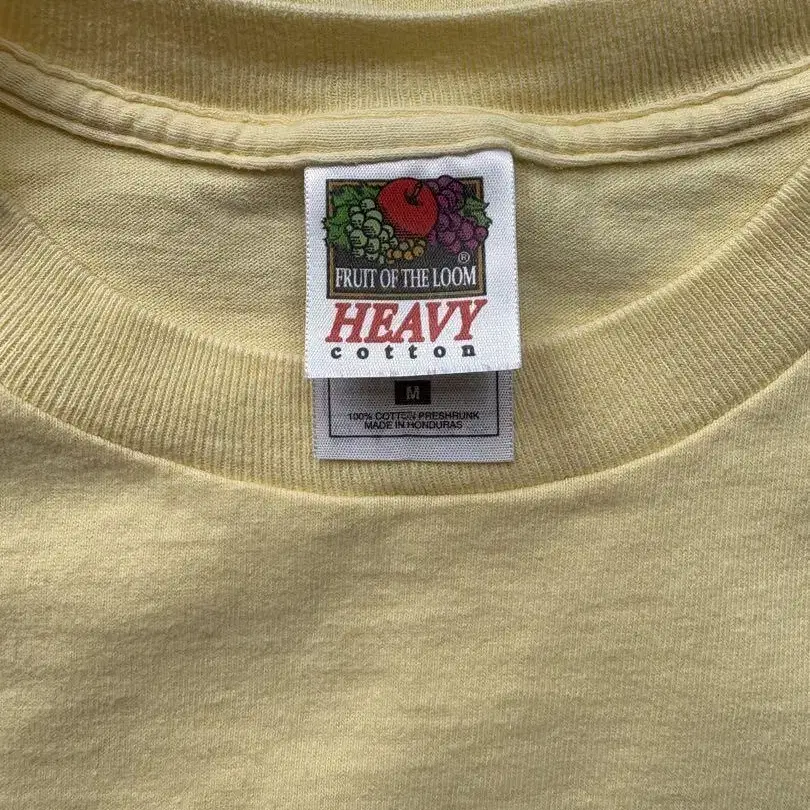 FRUIT OF THE LOOM ®
HEAVY
cotton
M
100% COTTON PRESHRUNK
MADE IN HONDURAS